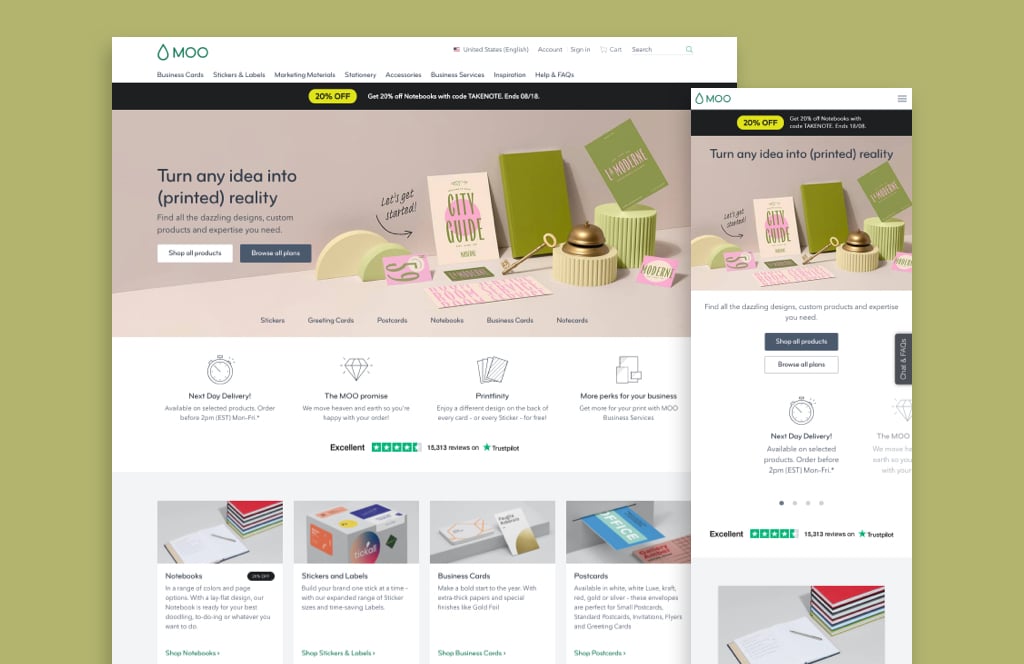 MOO
United States (English) Account Sign in Cart Search
Business Cards Stickers & Labels Marketing Materials Stationery Accessories Business Services Inspiration Help & FAQs
20% OFF Get 20% off Notebooks with code TAKENOTE. Ends 08/18.
Turn any idea into
(printed) reality
Find all the dazzling designs, custom
products and expertise you need.
Shop all products Browse all plans
Let's get
started!
CITY
GUIDE
LA MODERNE
MODERNE
Stickers Greeting Cards Postcards Notebooks Business Cards Notecards
Next Day Delivery!
Available on selected products. Order
before 2pm (EST) Mon-Fri.*
The MOO promise
We move heaven and earth so you're
happy with your order!
Printfinity
Enjoy a different design on the back of
every card - or every Sticker - for free!
More perks for your business
Get more for your print with MOO
Business Services
Excellent 15,313 reviews on Trustpilot
Notebooks
In a range of colors and page
options. With a lay-flat design, our
Notebook is ready for your best
doodling, to-do-ing or whatever you
want to do
Shop Notebooks ›
tickall
Stickers and Labels
Build your brand one stick at a time -
with our expanded range of Sticker
sizes and time-saving Labels.
Shop Stickers & Labels ›
Business Cards
Make a bold start to your year. With
extra-thick papers and special
finishes like Gold Foil
Shop Business Cards ›
OFFICE
Postcards
Available in white, white Luxe, kraft,
red, gold or silver - these envelopes
are perfect for Small Postcards,
Standard Postcards, Invitations, Flyers
and Greeting Cards
Shop Postcards ›
MOO
20% OFF Get 20% off Notebooks with
code TAKENOTE. Ends 18/08.
Turn any idea into (printed) reality
Let's get
started!
CITY
GUIDE
LA MODERNE
Find all the dazzling designs, custom products and expertise
you need.
Shop all products
Browse all plans
Chat & FAQs
Next Day Delivery!
Available on selected
products. Order before
2pm (EST) Mon-Fri.*
The MOO
We move he
earth so you
with your
Excellent 15,313 reviews on Trustpilot